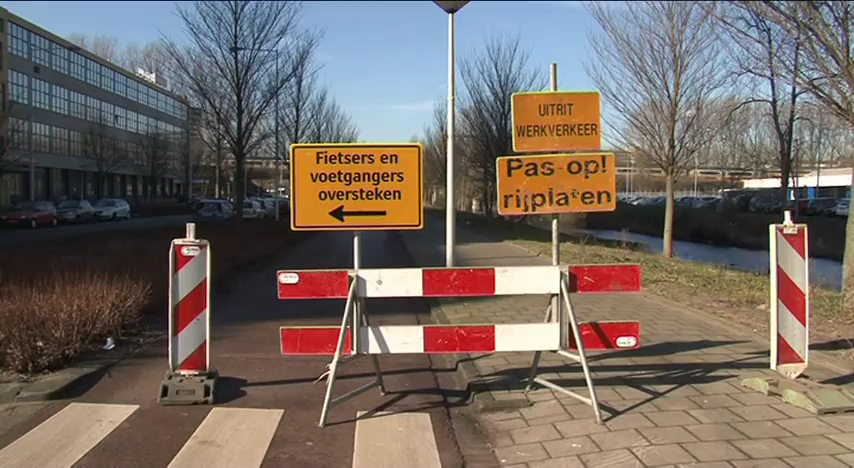 Fietsers en
voetgangers
oversteken
UITRIT
WERKVERKEER
Pas op!
rijplaten